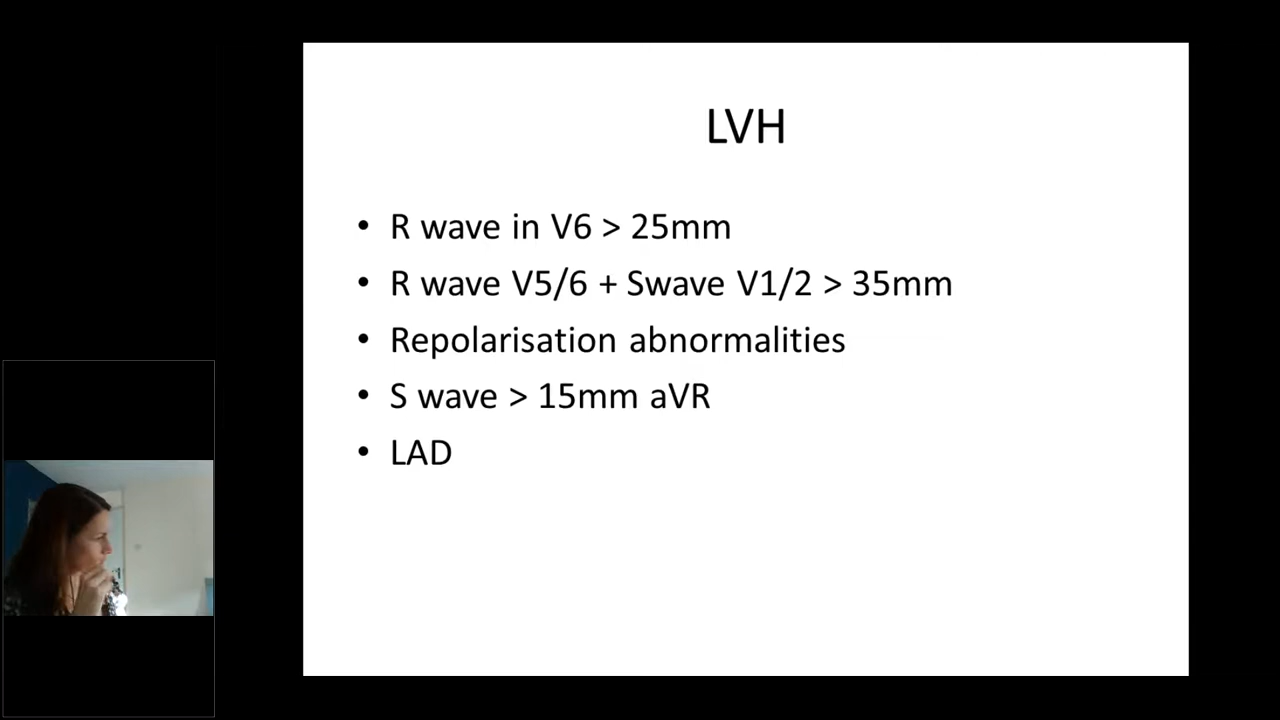 LVH
• R wave in V6 > 25mm
• R wave V5/6 + Swave V1/2 > 35mm
• Repolarisation abnormalities
• S wave > 15mm aVR
• LAD